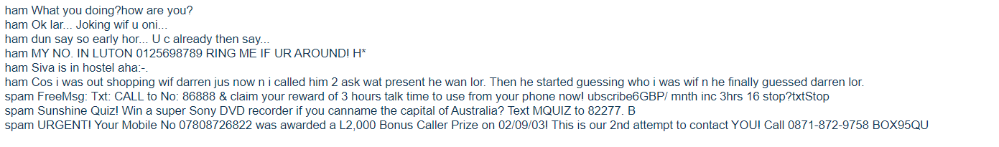 ham What you doing?how are you?
ham Ok lar... Joking wif u oni...
ham dun say so early hor... U c already then say...
ham MY NO. IN LUTON 0125698789 RING ME IF UR AROUND! H*
ham Siva is in hostel aha:-.
ham Cos i was out shopping wif darren jus now n i called him 2 ask wat present he wan lor. Then he started guessing who i was wif n he finally guessed darren lor.
spam FreeMsg: Txt: CALL to No: 86888 & claim your reward of 3 hours talk time to use from your phone now! ubscribe6GBP/ mnth inc 3hrs 16 stop?txtStop
spam Sunshine Quiz! Win a super Sony DVD recorder if you canname the capital of Australia? Text MQUIZ to 82277. B
spam URGENT! Your Mobile No 07808726822 was awarded a L2,000 Bonus Caller Prize on 02/09/03! This is our 2nd attempt to contact YOU! Call 0871-872-9758 BOX95QU